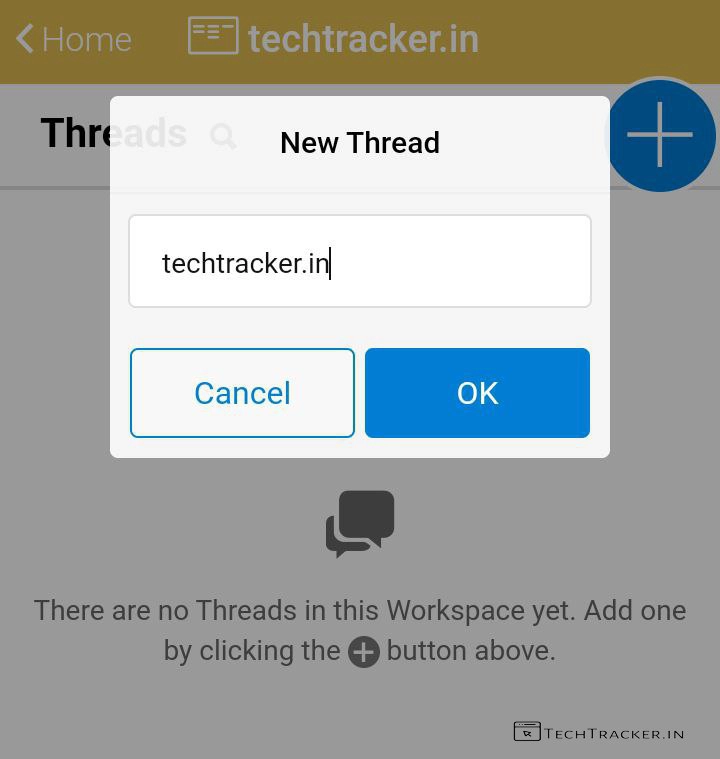 Home
techtracker.in
Threads
New Thread
techtracker.in
Cancel
OK
There are no Threads in this Workspace yet. Add one
by clicking the button above.
TECHTRACKER.IN